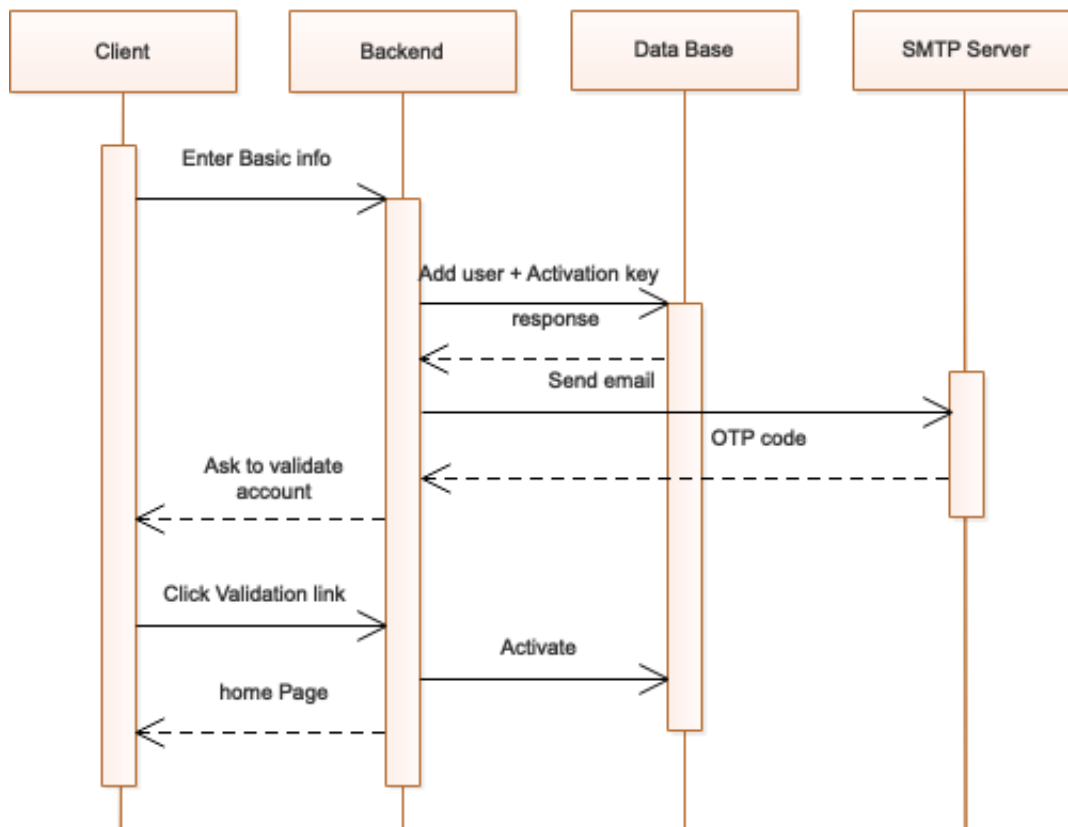 Client
Backend
Data Base
SMTP Server
Enter Basic info
Add user + Activation key
response
Send email
OTP code
Ask to validate
account
Click Validation link
Activate
home Page